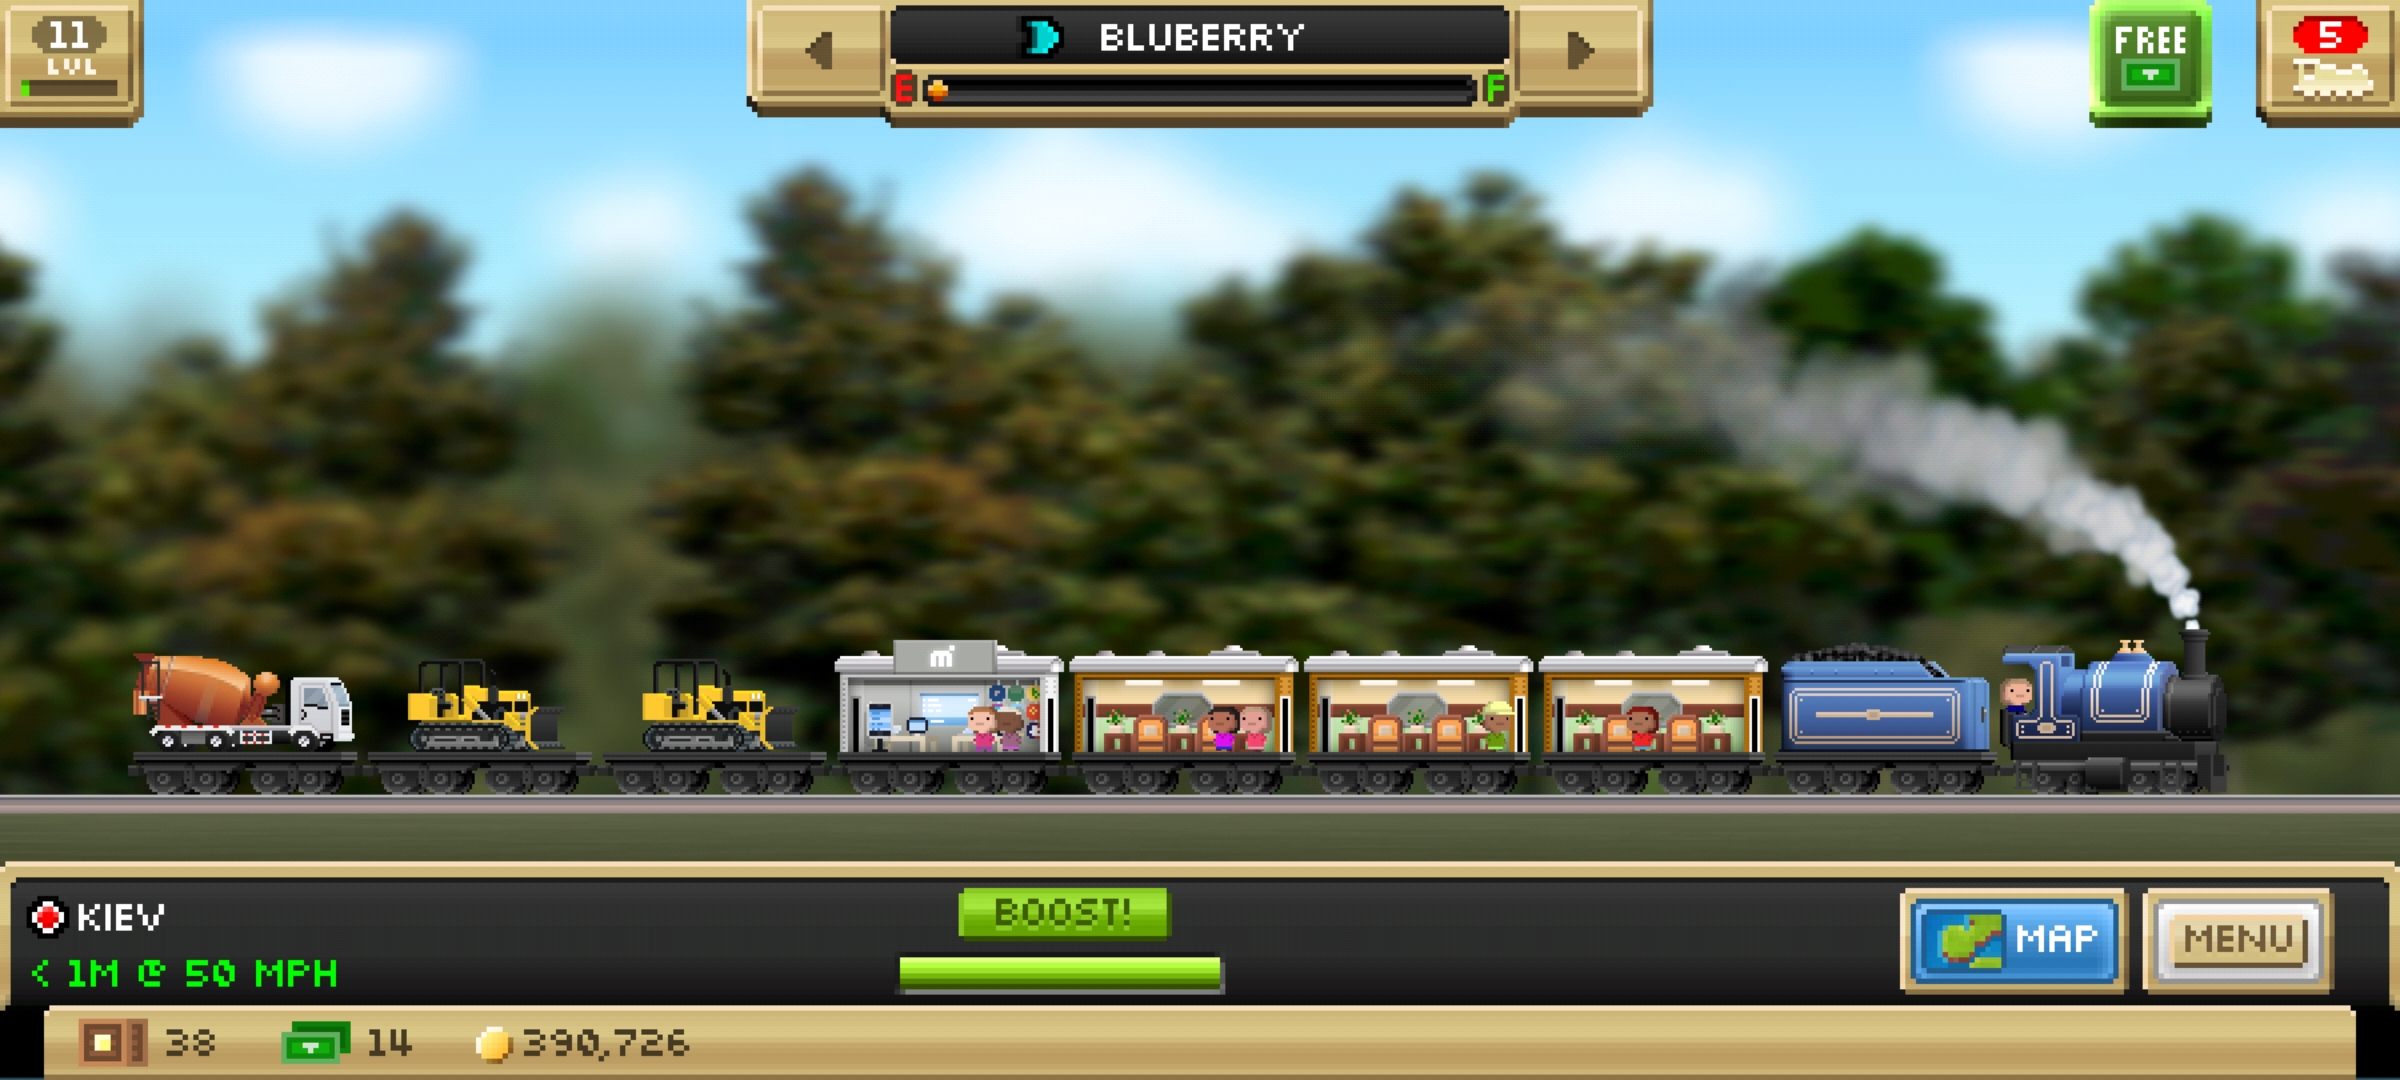 11
LVL
BLUBERRY
E F
FREE
5
m
KIEV
< 1M @ 50 MPH
BOOST!
MAP
MENU
38
14
390,726